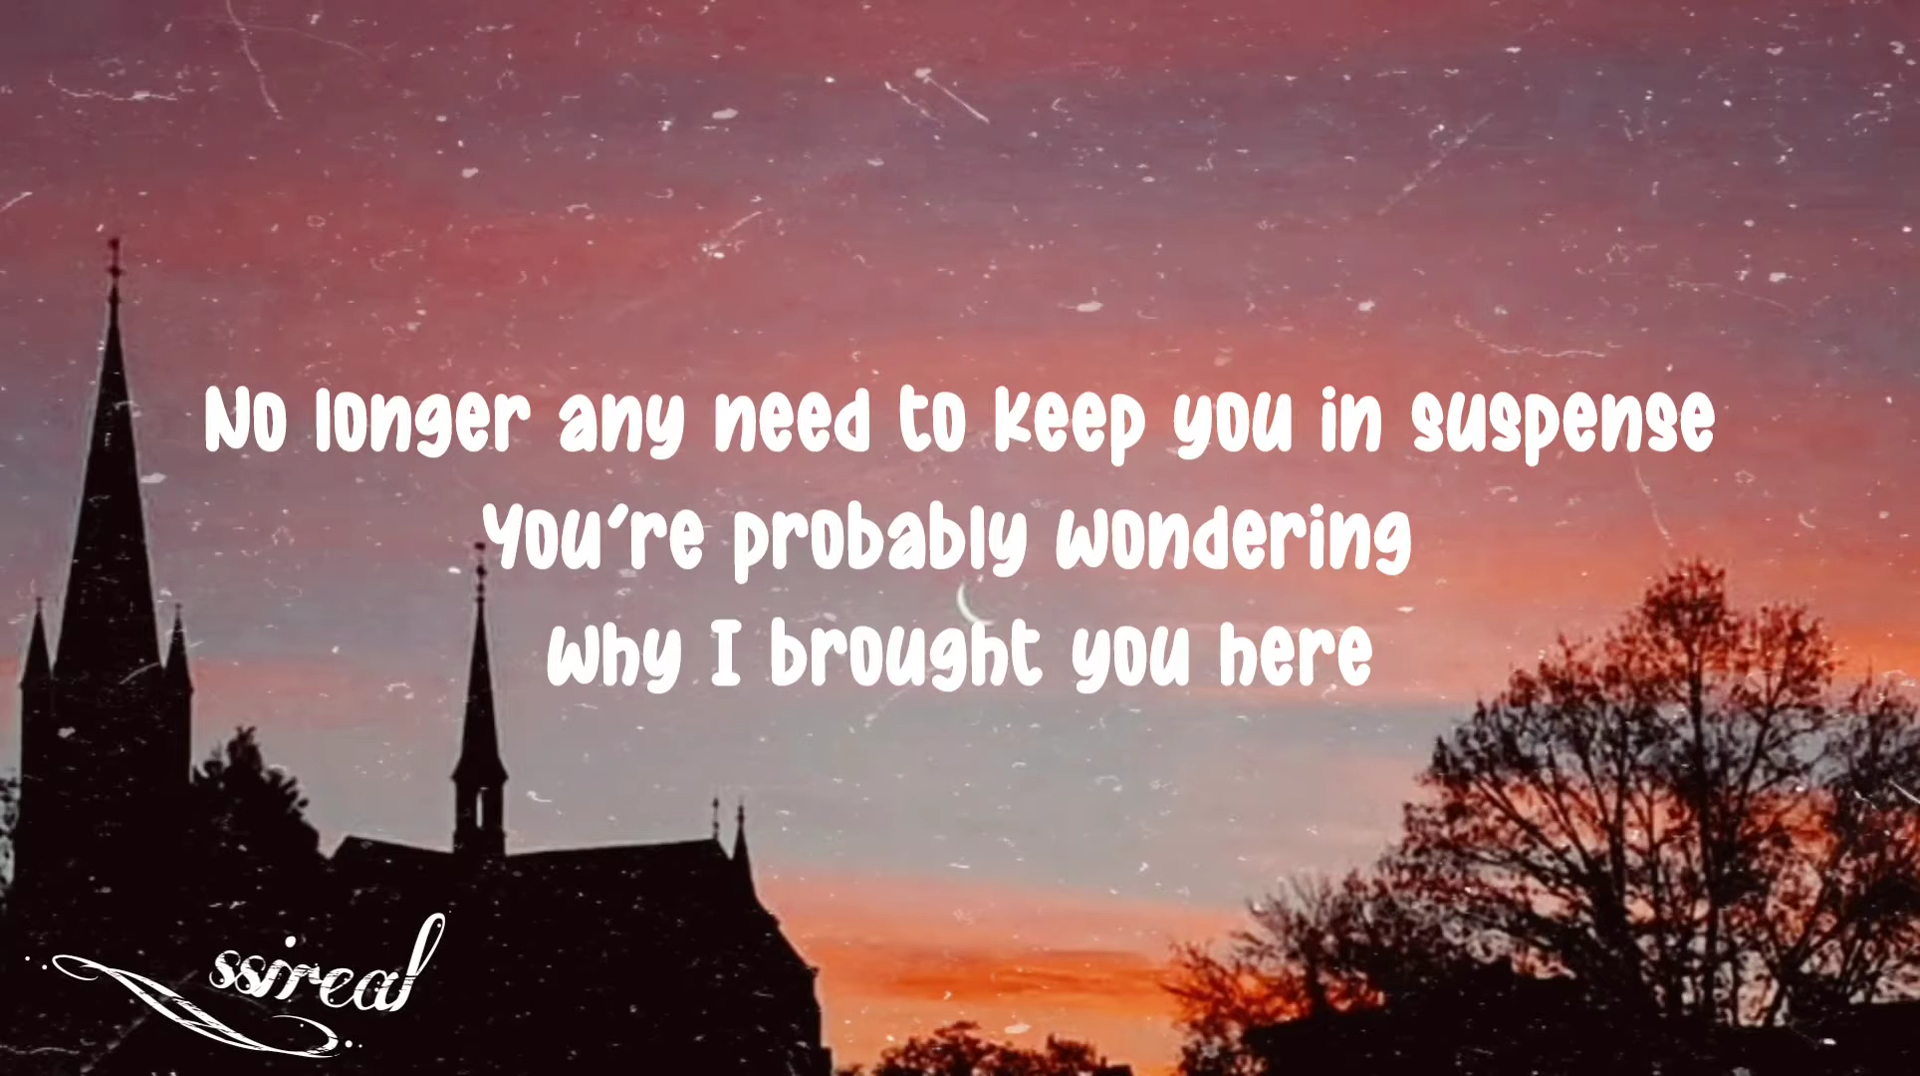 No longer any need to keep you in suspense
You're probably wondering
why I brought you here
ssireal